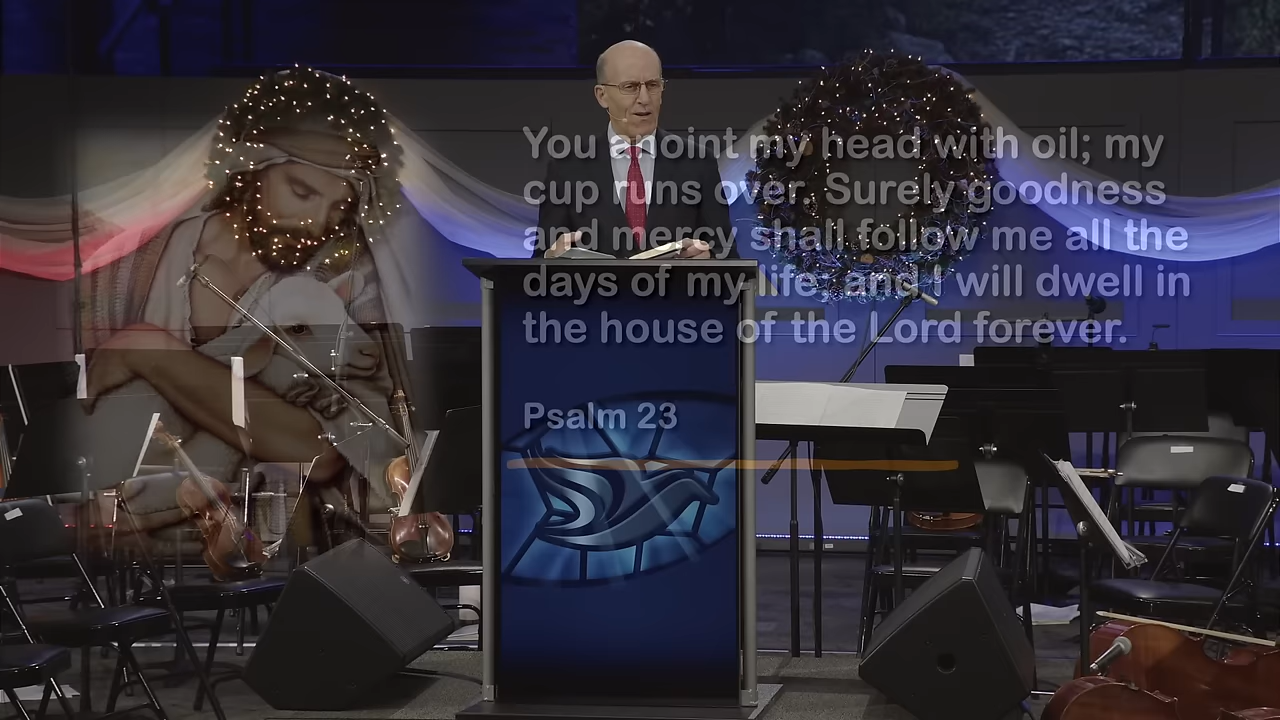 You anoint my head with oil; my
cup runs over. Surely goodness
and mercy shall follow me all the
days of my life; and I will dwell in
the house of the Lord forever.
Psalm 23